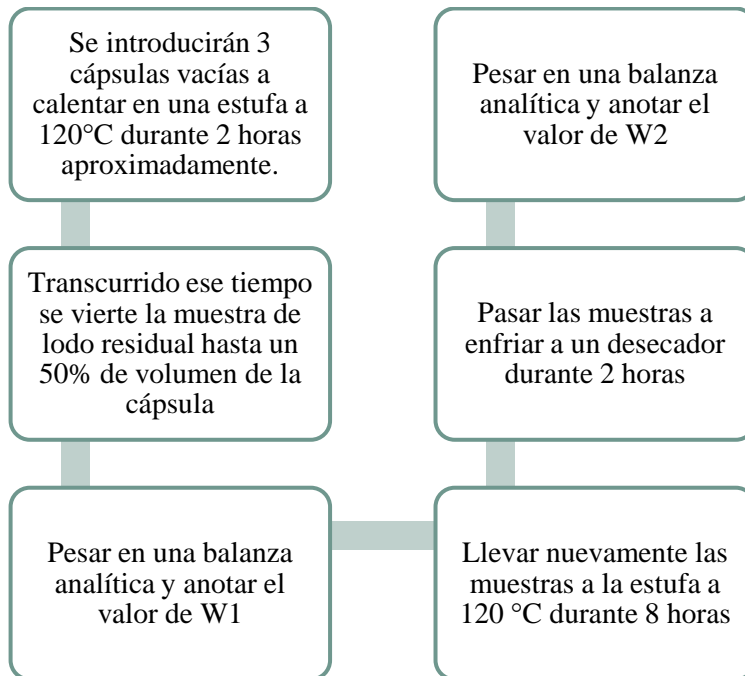 Se introducirán 3
cápsulas vacías a
calentar en una estufa a
120°C durante 2 horas
aproximadamente.
Transcurrido ese tiempo
se vierte la muestra de
lodo residual hasta un
50% de volumen de la
cápsula
Pesar en una balanza
analítica y anotar el
valor de W1
Llevar nuevamente las
muestras a la estufa a
120 °C durante 8 horas
Pasar las muestras a
enfriar a un desecador
durante 2 horas
Pesar en una balanza
analítica y anotar el
valor de W2